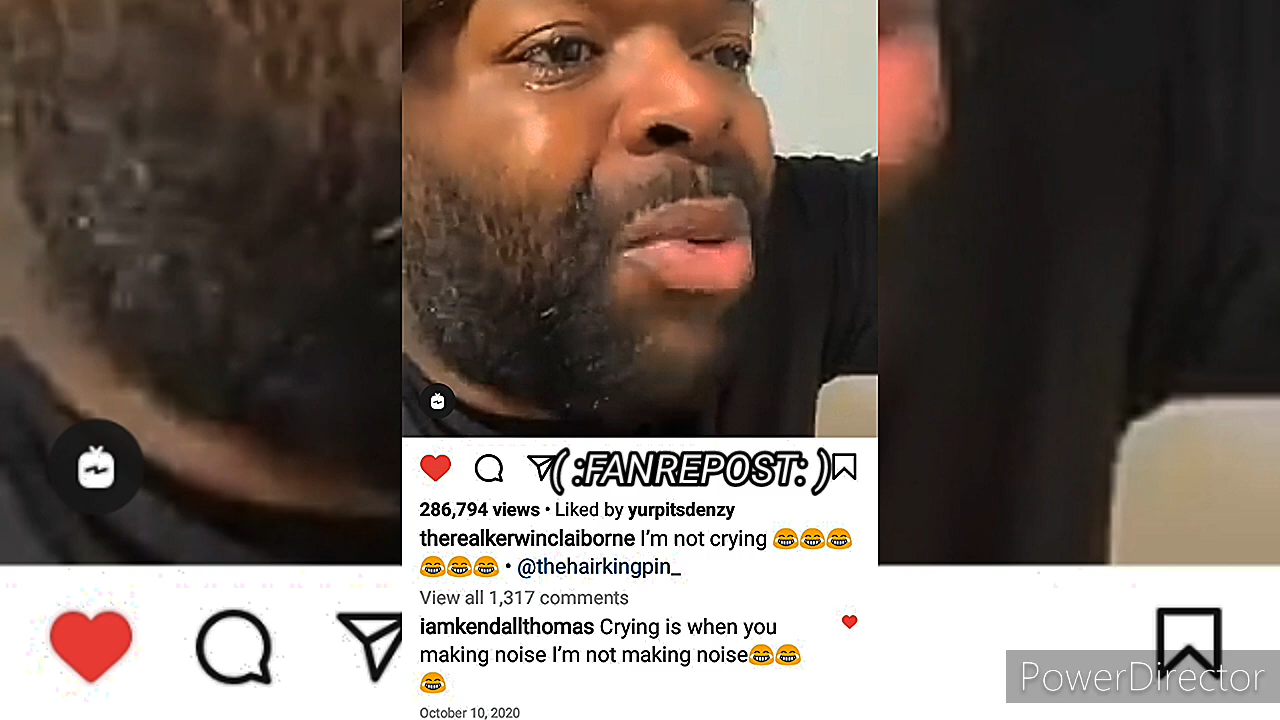 ( :FANREPOST: )
286,794 views • Liked by yurpitsdenzy
therealkerwinclaiborne I’m not crying 😂😂😂
😂😂😂 • @thehairkingpin_
View all 1,317 comments
iamkendallthomas Crying is when you
making noise I’m not making noise😂😂
😂
October 10, 2020
PowerDirector